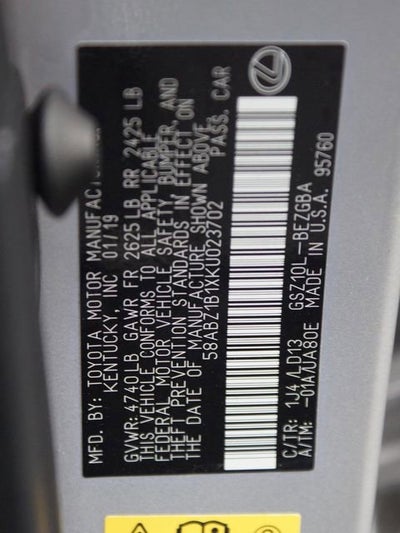 MFD. BY: TOYOTA MOTOR MANUFACTURING
KENTUCKY, INC 01/19
GVWR: 4740LB GAWR FR 2625LB RR 2425LB
THIS VEHICLE CONFORMS TO ALL APPLICABLE
FEDERAL MOTOR VEHICLE SAFETY, BUMPER, AND
THEFT PREVENTION STANDARDS IN EFFECT ON
THE DATE OF MANUFACTURE SHOWN ABOVE.
58ABZ1B1XKU023702 PASS. CAR
C/TR: 1J4/LD13 GSZ10L-BEZGBA
A/TM: -01A/UA80E MADE IN U.S.A. 95760